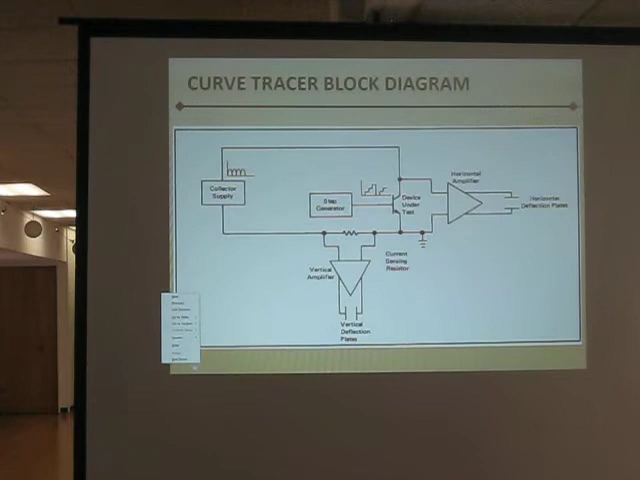 CURVE TRACER BLOCK DIAGRAM
Horizontal
Amplifier
Collector
Supply
Step
Generator
Device
Under
Test
Horizontal
Deflection Plates
Current
Sensing
Resistor
Vertical
Amplifier
Vertical
Deflection
Plates